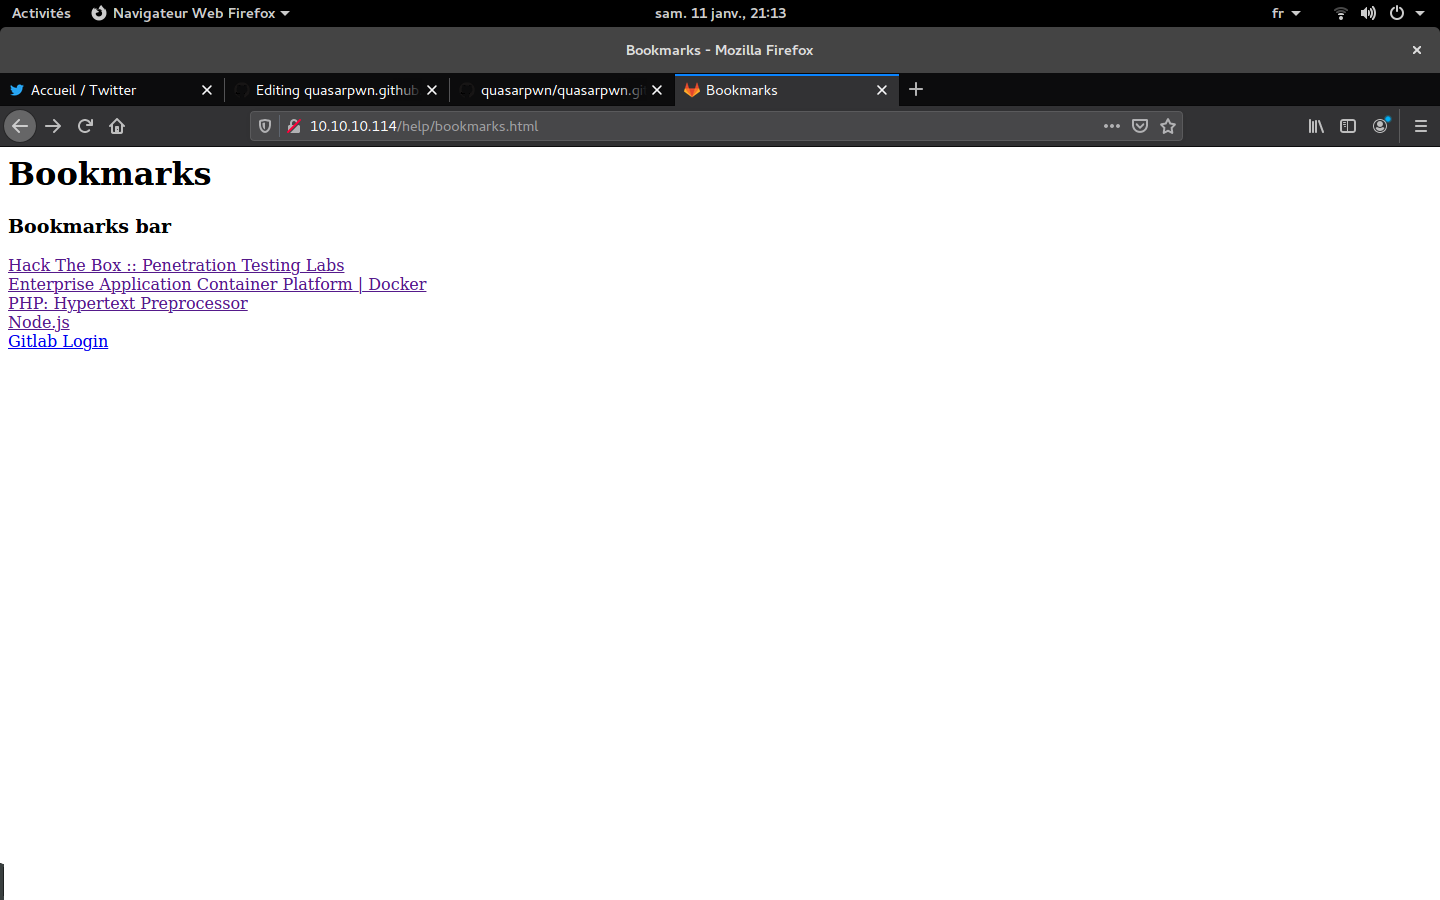 Activités Navigateur Web Firefox sam. 11 janv., 21:13 fr
Bookmarks - Mozilla Firefox
Accueil / Twitter Editing quasarpwn.github quasarpwn/quasarpwn.gi Bookmarks
10.10.10.114/help/bookmarks.html
Bookmarks
Bookmarks bar
Hack The Box :: Penetration Testing Labs
Enterprise Application Container Platform | Docker
PHP: Hypertext Preprocessor
Node.js
Gitlab Login